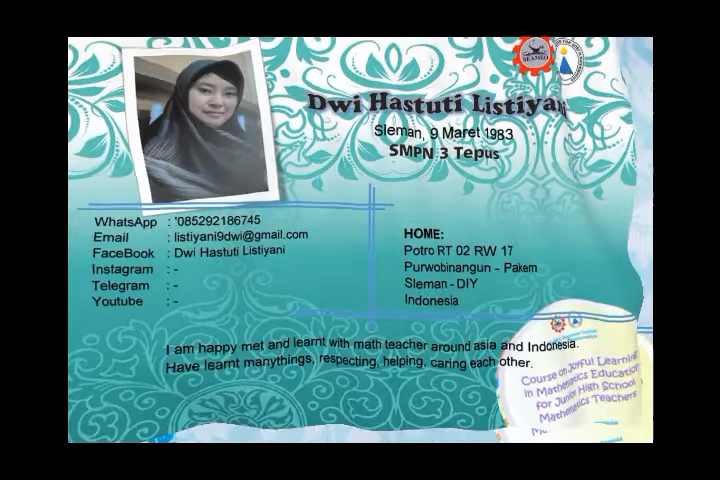 SEAMEO
Dwi Hastuti Listiyani
Sleman, 9 Maret 1983
SMPN 3 Tepus
WhatsApp : '085292186745
Email : listiyani9dwi@gmail.com
FaceBook : Dwi Hastuti Listiyani
Instagram : -
Telegram : -
Youtube : -
HOME:
Potro RT 02 RW 17
Purwobinangun - Pakem
Sleman - DIY
Indonesia
I am happy met and learnt with math teacher around asia and Indonesia.
Have learnt manythings, respecting, helping, caring each other.
Course on Joyful Learning
in Mathematics Education
for Junior High School
Mathematics Teachers